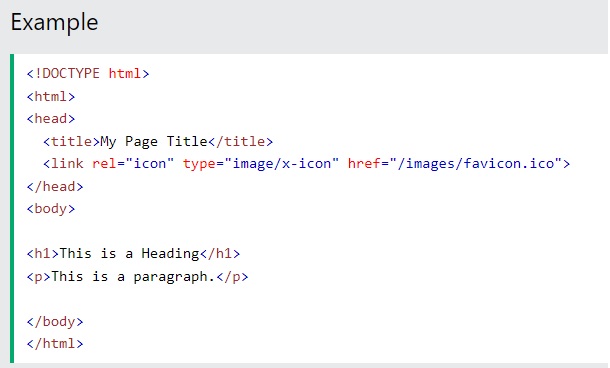 Example
<!DOCTYPE html>
<html>
<head>
  <title>My Page Title</title>
  <link rel="icon" type="image/x-icon" href="/images/favicon.ico">
</head>
<body>

<h1>This is a Heading</h1>
<p>This is a paragraph.</p>

</body>
</html>